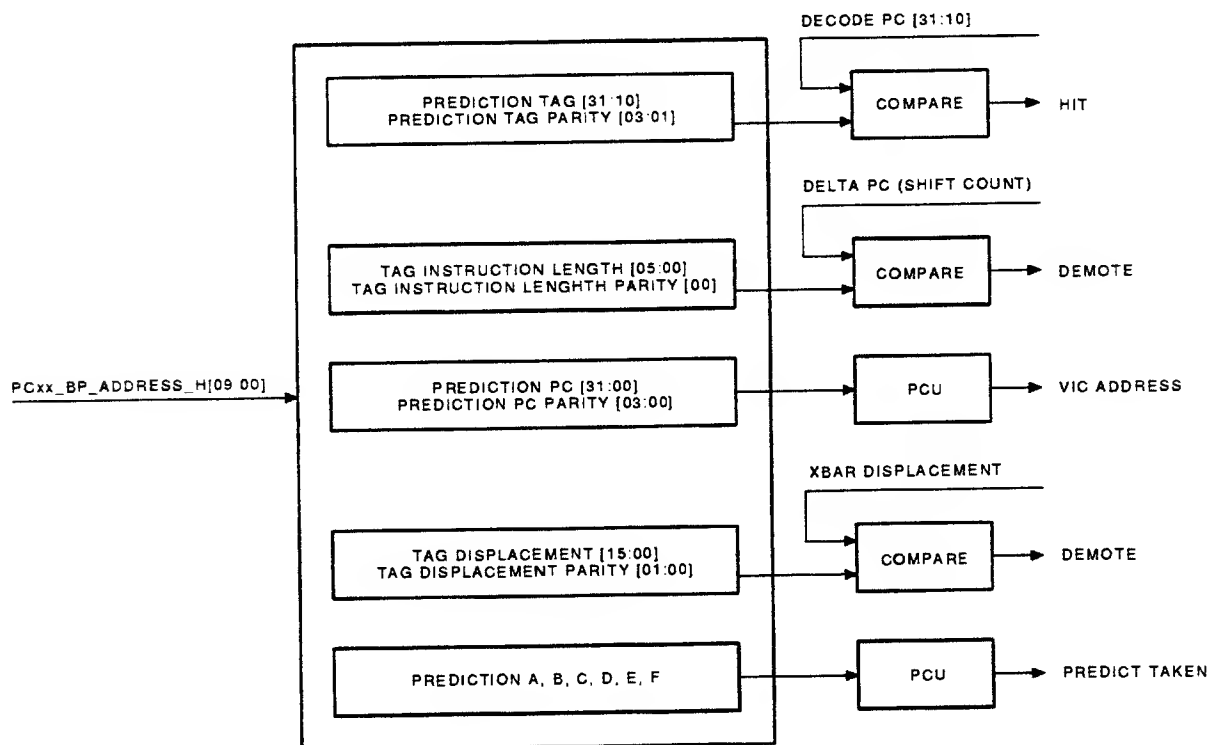 DECODE PC [31:10]
PREDICTION TAG [31:10]
PREDICTION TAG PARITY [03:01]
COMPARE
HIT
DELTA PC (SHIFT COUNT)
TAG INSTRUCTION LENGTH [05:00]
TAG INSTRUCTION LENGHTH PARITY [00]
COMPARE
DEMOTE
PCxx_BP_ADDRESS_H[09 00]
PREDICTION PC [31:00]
PREDICTION PC PARITY [03:00]
PCU
VIC ADDRESS
XBAR DISPLACEMENT
TAG DISPLACEMENT [15:00]
TAG DISPLACEMENT PARITY [01:00]
COMPARE
DEMOTE
PREDICTION A, B, C, D, E, F
PCU
PREDICT TAKEN